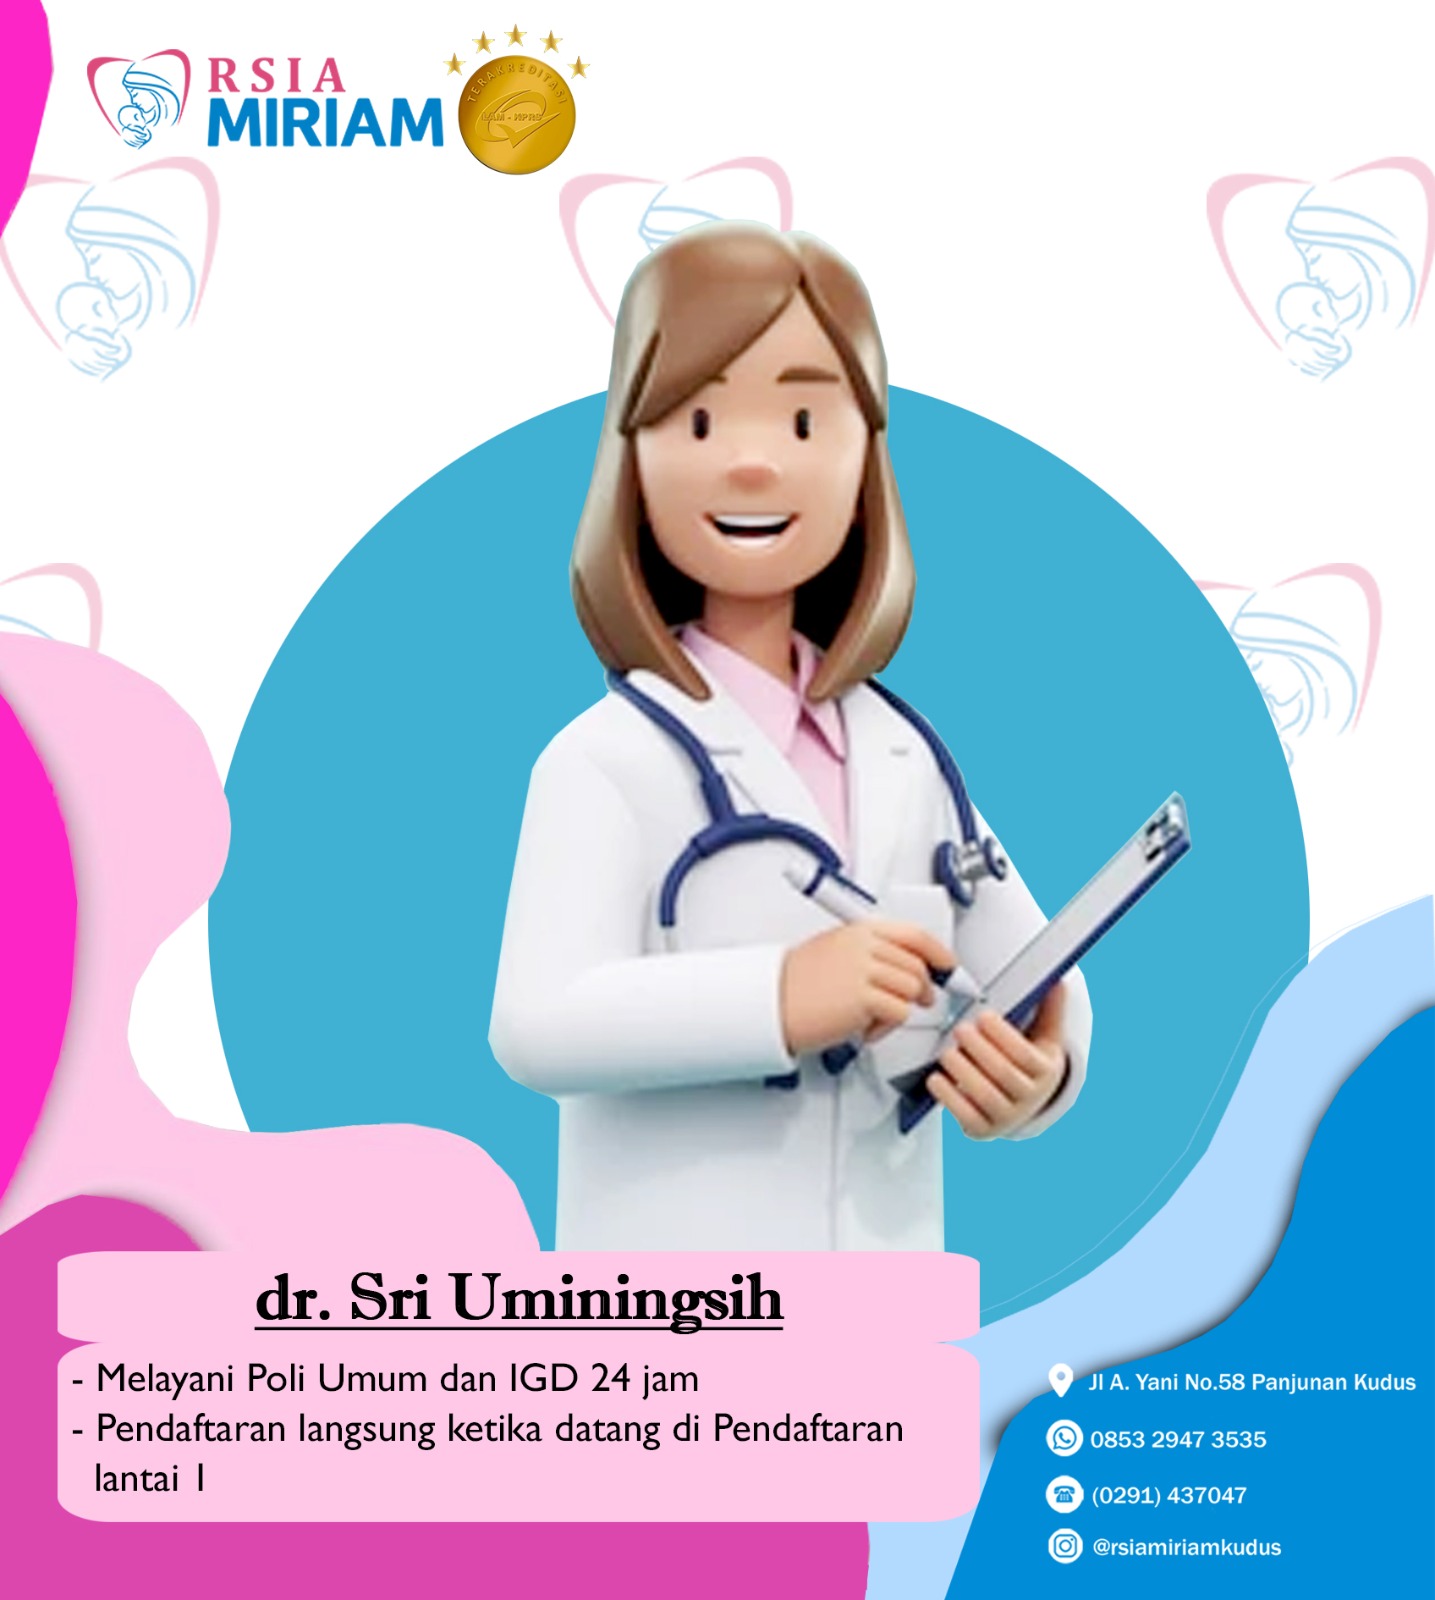 RSIA
MIRIAM
TERAKREDITASI
LAM - KPRS
dr. Sri Uminingsih
- Melayani Poli Umum dan IGD 24 jam
- Pendaftaran langsung ketika datang di Pendaftaran
lantai 1
Jl A. Yani No.58 Panjunan Kudus
0853 2947 3535
(0291) 437047
@rsiamiriamkudus